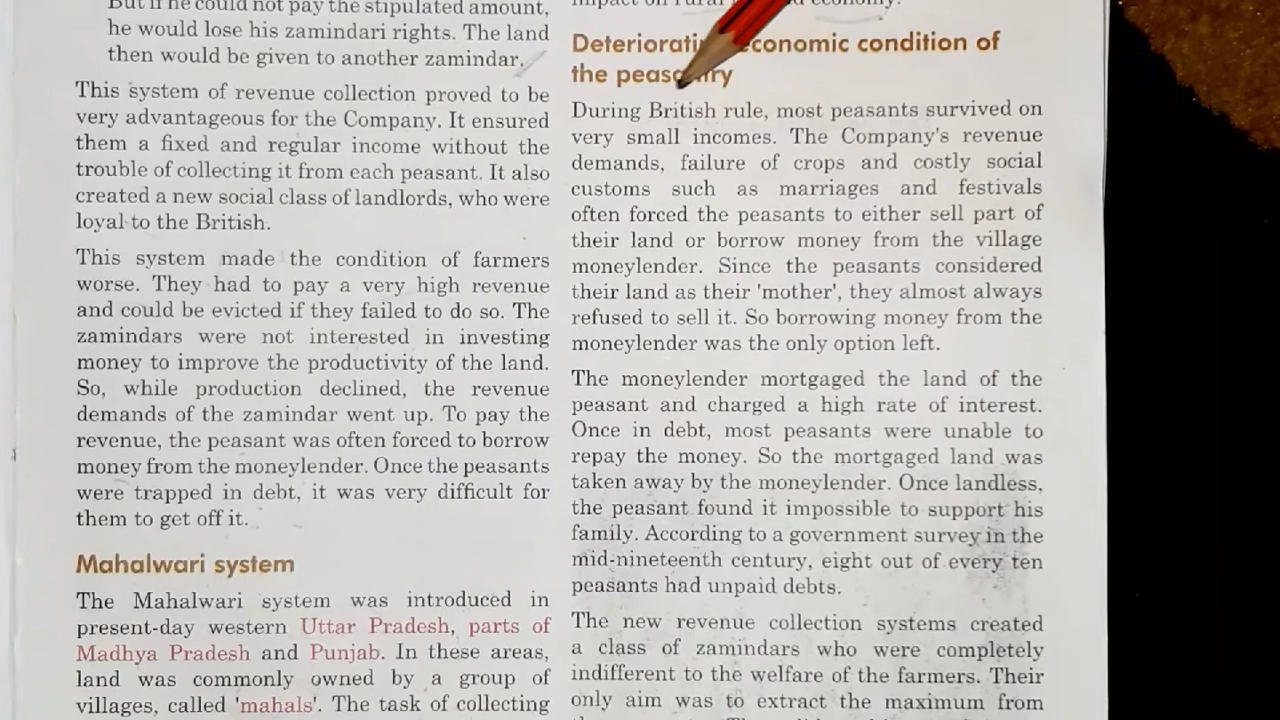 But if he could not pay the stipulated amount,
he would lose his zamindari rights. The land
then would be given to another zamindar.
This system of revenue collection proved to be
very advantageous for the Company. It ensured
them a fixed and regular income without the
trouble of collecting it from each peasant. It also
created a new social class of landlords, who were
loyal to the British.
This system made the condition of farmers
worse. They had to pay a very high revenue
and could be evicted if they failed to do so. The
zamindars were not interested in investing
money to improve the productivity of the land.
So, while production declined, the revenue
demands of the zamindar went up. To pay the
revenue, the peasant was often forced to borrow
money from the moneylender. Once the peasants
were trapped in debt, it was very difficult for
them to get off it.
Mahalwari system
The Mahalwari system was introduced in
present-day western Uttar Pradesh, parts of
Madhya Pradesh and Punjab. In these areas,
land was commonly owned by a group of
villages, called 'mahals'. The task of collecting
economy.
condition of
the
During British rule, most peasants survived on
very small incomes. The Company's revenue
demands, failure of crops and costly social
customs such as marriages and festivals
often forced the peasants to either sell part of
their land or borrow money from the village
moneylender. Since the peasants considered
their land as their 'mother', they almost always
refused to sell it. So borrowing money from the
moneylender was the only option left.
The moneylender mortgaged the land of the
peasant and charged a high rate of interest.
Once in debt, most peasants were unable to
repay the money. So the mortgaged land was
taken away by the moneylender. Once landless,
the peasant found it impossible to support his
family. According to a government survey in the
mid-nineteenth century, eight out of every ten
peasants had unpaid debts.
The new revenue collection systems created
a class of zamindars who were completely
indifferent to the welfare of the farmers. Their
only aim was to extract the maximum from